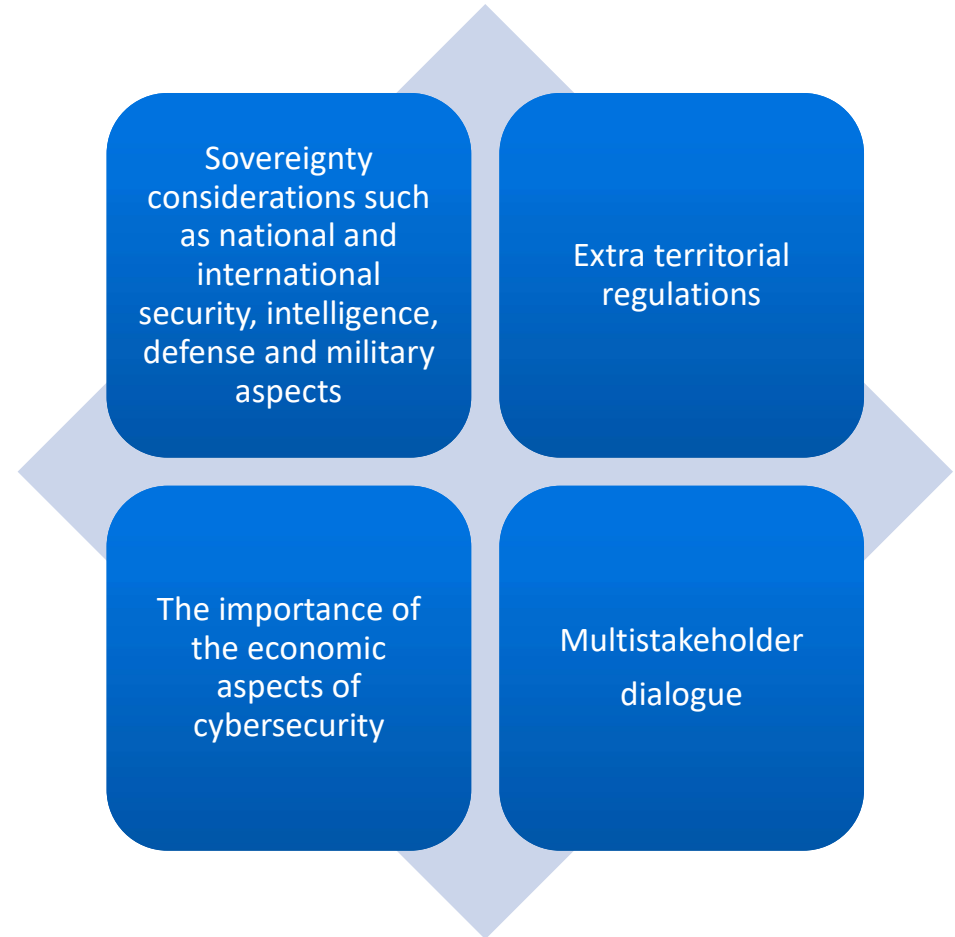 Sovereignty
considerations such
as national and
international
security, intelligence,
defense and military
aspects
Extra territorial
regulations
The importance of
the economic
aspects of
cybersecurity
Multistakeholder
dialogue